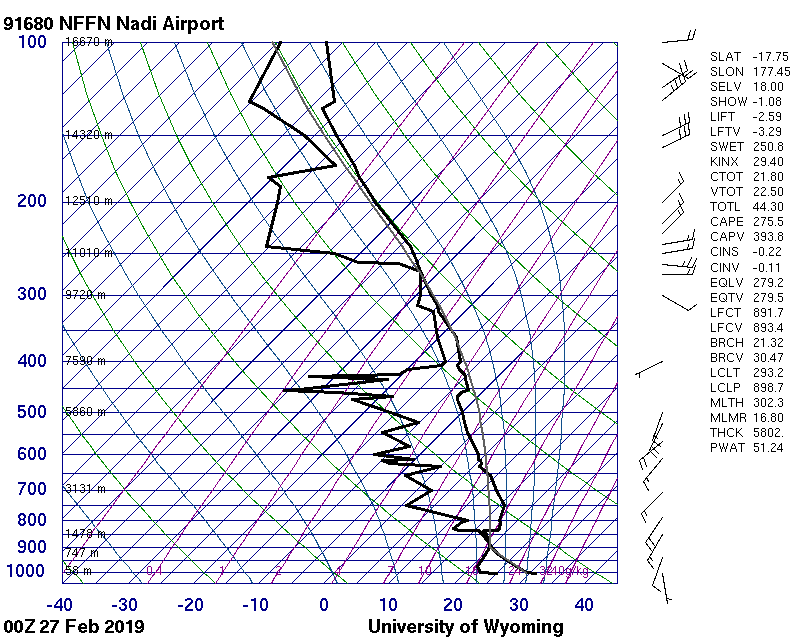 91680 NFFN Nadi Airport
100
16670 m
14320 m
200
12510 m
11010 m
300
9720 m
400
7590 m
500
5860 m
600
700
3131 m
800
1478 m
900
747 m
1000
58 m
0.4
1
2
4
7
10
16
24
32
40g/kg
-40 -30 -20 -10 0 10 20 30 40
00Z 27 Feb 2019
University of Wyoming
SLAT -17.75
SLON 177.45
SELV 18.00
SHOW -1.08
LIFT -2.59
LFTV -3.29
SWET 250.8
KINX 29.40
CTOT 21.80
VTOT 22.50
TOTL 44.30
CAPE 275.5
CAPV 393.8
CINS -0.22
CINV -0.11
EQLV 279.2
EQTV 279.5
LFCT 891.7
LFCV 893.4
BRCH 21.32
BRCV 30.47
LCLT 293.2
LCLP 898.7
MLTH 302.3
MLMR 16.80
THCK 5802.
PWAT 51.24